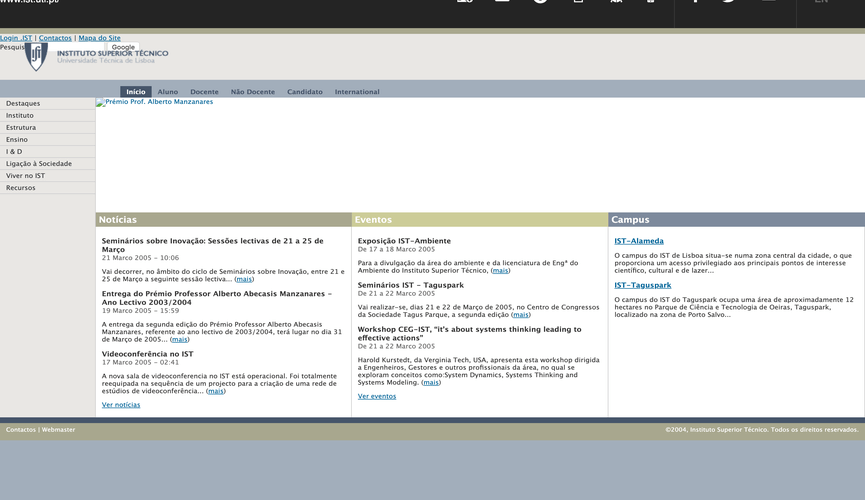 www.ist.utl.pt
EN
Login .IST | Contactos | Mapa do Site
Pesquis
Google
INSTITUTO SUPERIOR TÉCNICO
Universidade Técnica de Lisboa
Início Aluno Docente Não Docente Candidato International
Destaques
Instituto
Estrutura
Ensino
I & D
Ligação à Sociedade
Viver no IST
Recursos
Prémio Prof. Alberto Manzanares
Notícias
Seminários sobre Inovação: Sessões lectivas de 21 a 25 de
Março
21 Marco 2005 - 10:06
Vai decorrer, no âmbito do ciclo de Seminários sobre Inovação, entre 21 e
25 de Março a seguinte sessão lectiva... (mais)
Entrega do Prémio Professor Alberto Abecasis Manzanares -
Ano Lectivo 2003/2004
19 Marco 2005 - 15:59
A entrega da segunda edição do Prémio Professor Alberto Abecasis
Manzanares, referente ao ano lectivo de 2003/2004, terá lugar no dia 31
de Março de 2005... (mais)
Videoconferência no IST
17 Marco 2005 - 02:41
A nova sala de videoconferencia no IST está operacional. Foi totalmente
reequipada na sequência de um projecto para a criação de uma rede de
estúdios de videoconferência... (mais)
Ver notícias
Eventos
Exposição IST-Ambiente
De 17 a 18 Marco 2005
Para a divulgação da área do ambiente e da licenciatura de Engª do
Ambiente do Instituto Superior Técnico, (mais)
Seminários IST - Taguspark
De 21 a 22 Marco 2005
Vai realizar-se, dias 21 e 22 de Março de 2005, no Centro de Congressos
da Sociedade Tagus Parque, a segunda edição (mais)
Workshop CEG-IST, "it's about systems thinking leading to
effective actions"
De 21 a 22 Marco 2005
Harold Kurstedt, da Verginia Tech, USA, apresenta esta workshop dirigida
a Engenheiros, Gestores e outros profissionais da área, no qual se
exploram conceitos como:System Dynamics, Systems Thinking and
Systems Modeling. (mais)
Ver eventos
Campus
IST-Alameda
O campus do IST de Lisboa situa-se numa zona central da cidade, o que
proporciona um acesso privilegiado aos principais pontos de interesse
científico, cultural e de lazer...
IST-Taguspark
O campus do IST do Taguspark ocupa uma área de aproximadamente 12
hectares no Parque de Ciência e Tecnologia de Oeiras, Taguspark,
localizado na zona de Porto Salvo...
Contactos | Webmaster
©2004, Instituto Superior Técnico. Todos os direitos reservados.